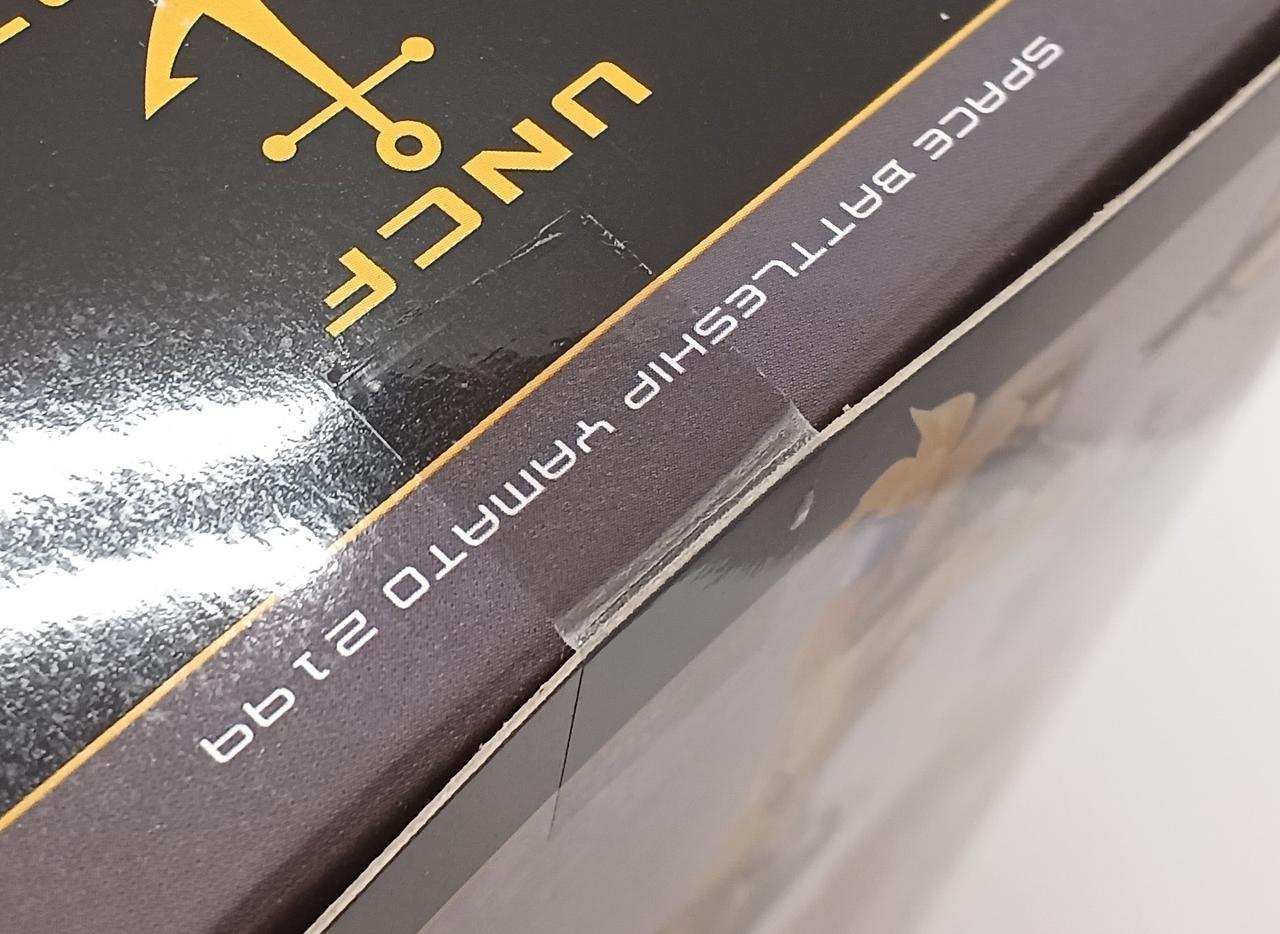 UNCF
SPACE BATTLESHIP YAMATO 2199